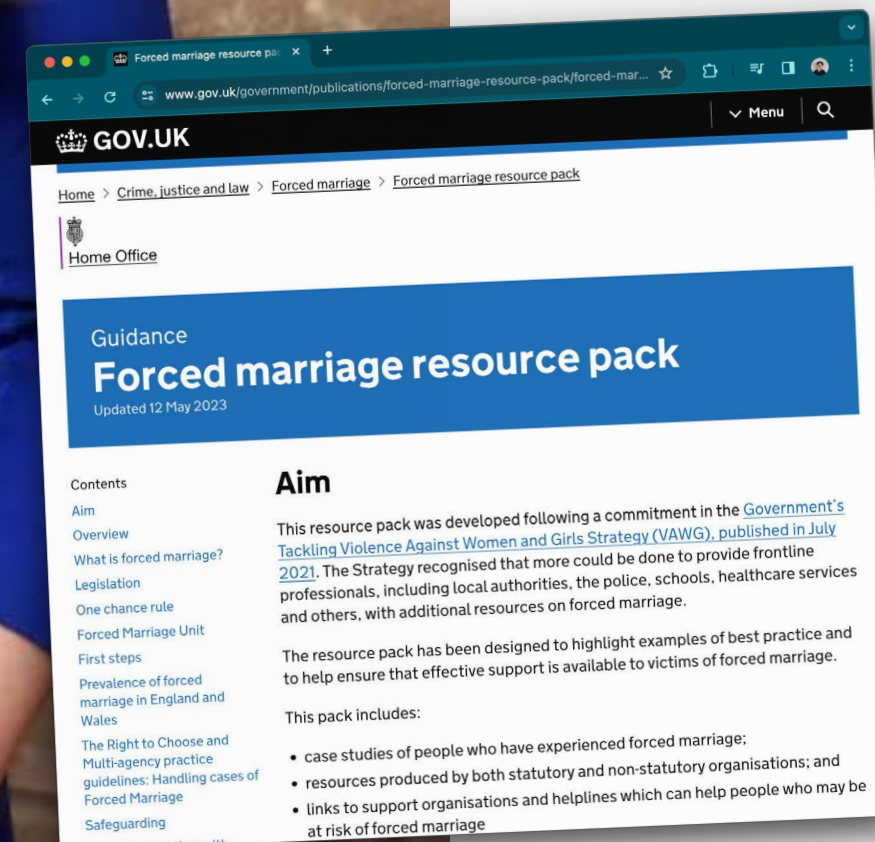 Forced marriage resource pac
www.gov.uk/government/publications/forced-marriage-resource-pack/forced-mar...
GOV.UK
Menu
Home > Crime, justice and law > Forced marriage > Forced marriage resource pack
Home Office
Guidance
Forced marriage resource pack
Updated 12 May 2023
Contents
Aim
Overview
What is forced marriage?
Legislation
One chance rule
Forced Marriage Unit
First steps
Prevalence of forced
marriage in England and
Wales
The Right to Choose and
Multi-agency practice
guidelines: Handling cases of
Forced Marriage
Safeguarding
Aim
This resource pack was developed following a commitment in the Government's
Tackling Violence Against Women and Girls Strategy (VAWG), published in July
2021. The Strategy recognised that more could be done to provide frontline
professionals, including local authorities, the police, schools, healthcare services
and others, with additional resources on forced marriage.
The resource pack has been designed to highlight examples of best practice and
to help ensure that effective support is available to victims of forced marriage.
This pack includes:
• case studies of people who have experienced forced marriage;
• resources produced by both statutory and non-statutory organisations; and
• links to support organisations and helplines which can help people who may be
at risk of forced marriage